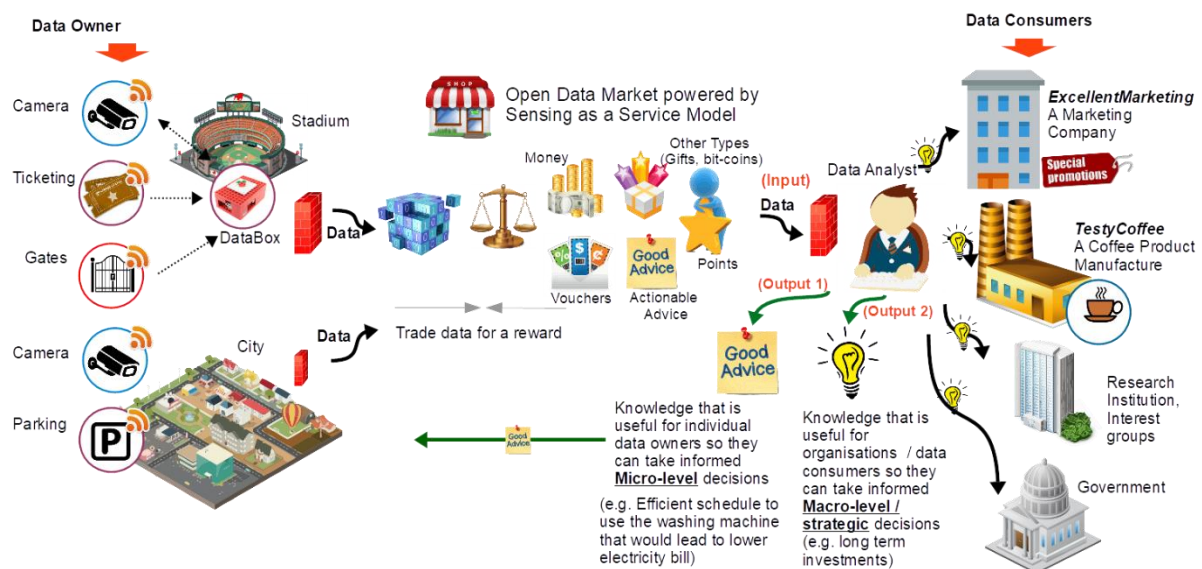 Data Owner
Camera
Stadium
Ticketing
DataBox
Gates
Data
Camera
City
Data
Parking
SHOP
Open Data Market powered by
Sensing as a Service Model
Money
Other Types
(Gifts, bit-coins)
Vouchers
Good
Advice
Actionable
Advice
Points
Trade data for a reward
(Input)
Data
Data Analyst
(Output 1)
(Output 2)
Good
Advice
Good
Advice
Knowledge that is
useful for individual
data owners so they
can take informed
Micro-level decisions
(e.g. Efficient schedule to
use the washing machine
that would lead to lower
electricity bill)
Knowledge that is
useful for
organisations / data
consumers so they
can take informed
Macro-level /
strategic decisions
(e.g. long term
investments)
Data Consumers
ExcellentMarketing
A Marketing
Company
Special
promotions
TestyCoffee
A Coffee Product
Manufacture
Research
Institution,
Interest
groups
Government
P
%
$